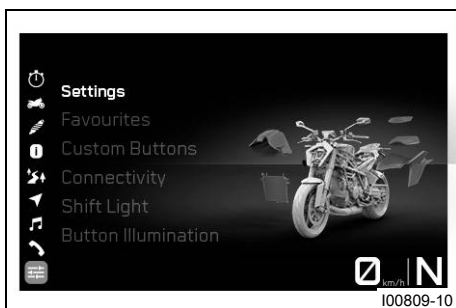 Settings
Favourites
Custom Buttons
Connectivity
Shift Light
Button Illumination
0 km/h N
I00809-10